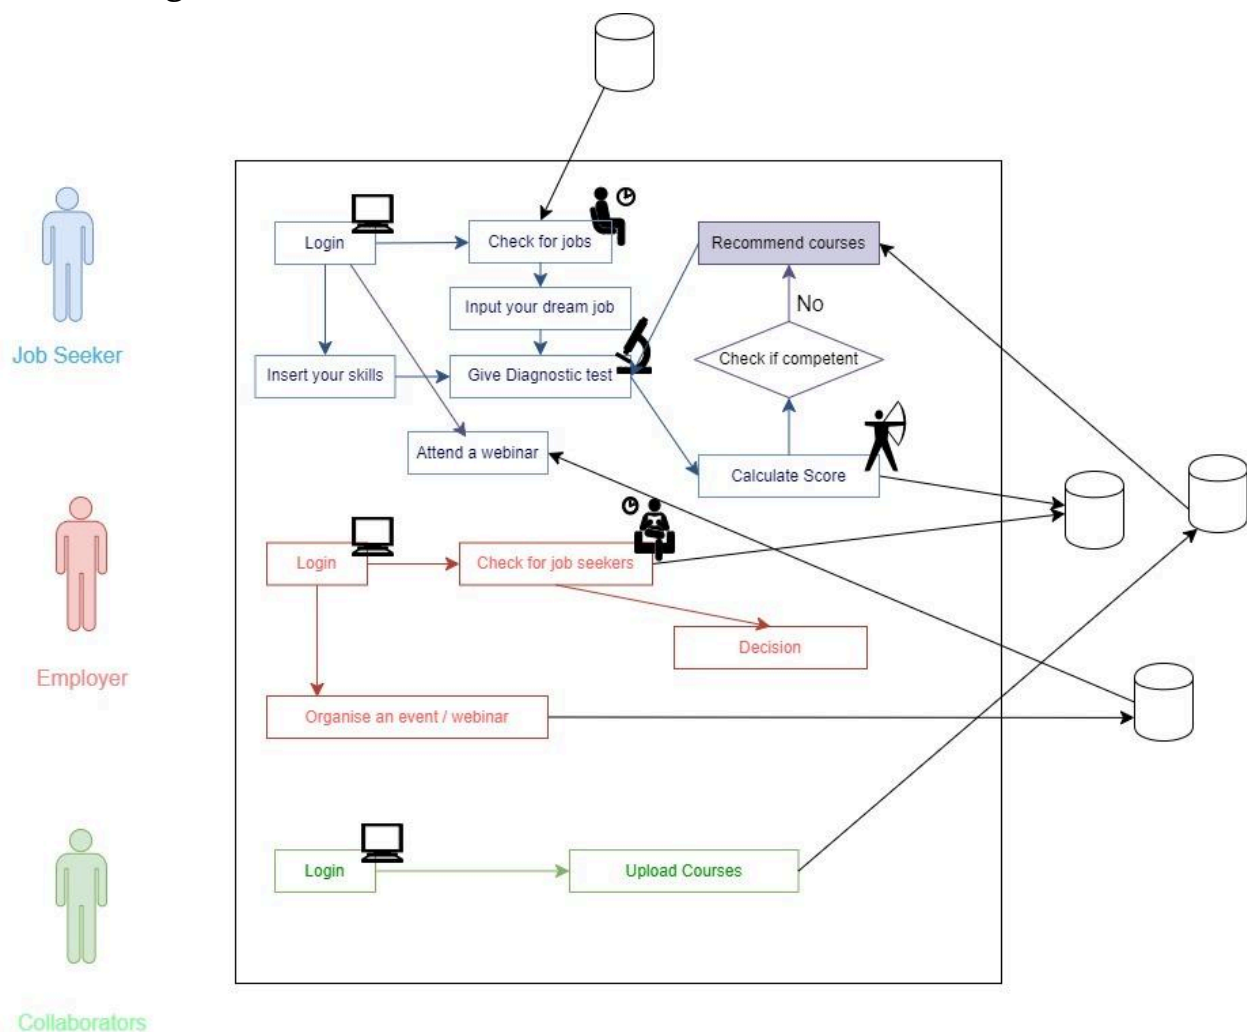 Login
Check for jobs
Recommend courses
Input your dream job
No
Job Seeker
Insert your skills
Give Diagnostic test
Check if competent
Attend a webinar
Calculate Score
Login
Check for job seekers
Employer
Decision
Organise an event / webinar
Login
Upload Courses
Collaborators